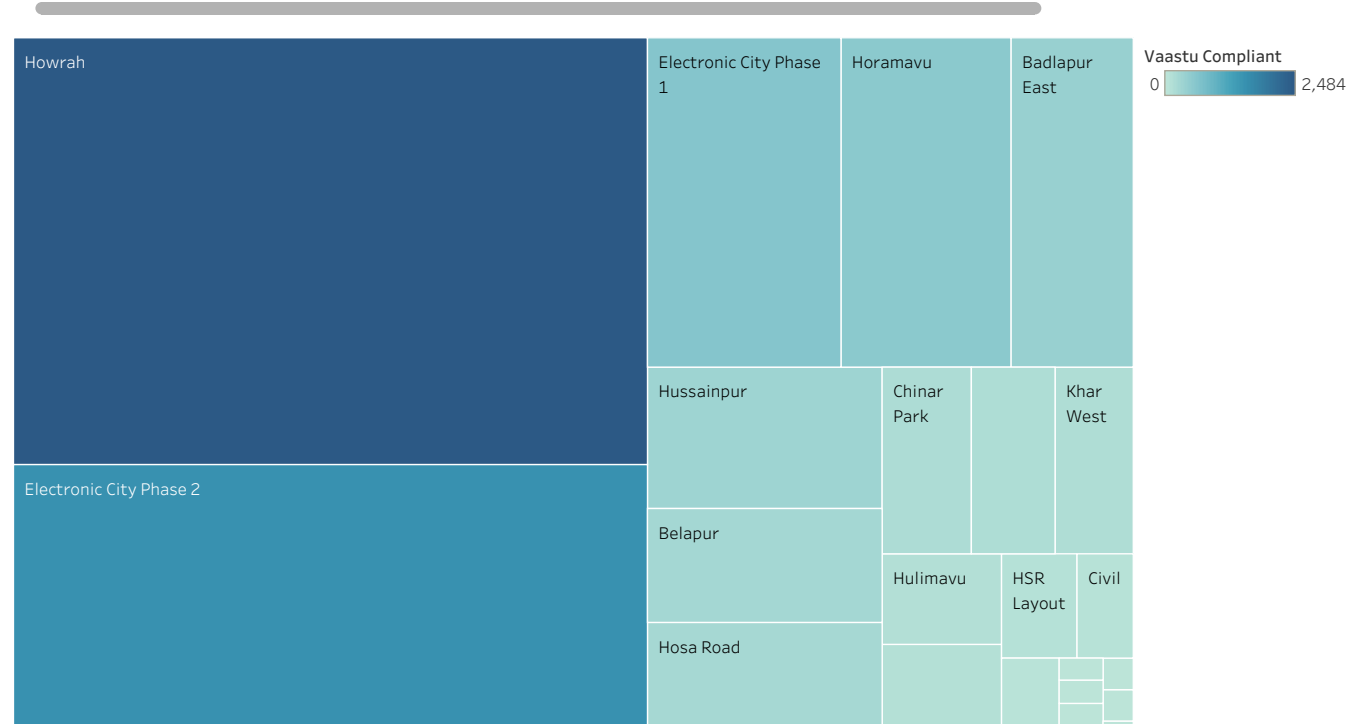 Howrah
Electronic City Phase
1
Horamavu
Badlapur
East
Vaastu Compliant
0
2,484
Hussainpur
Chinar
Park
Khar
West
Electronic City Phase 2
Belapur
Hulimavu
HSR
Layout
Civil
Hosa Road